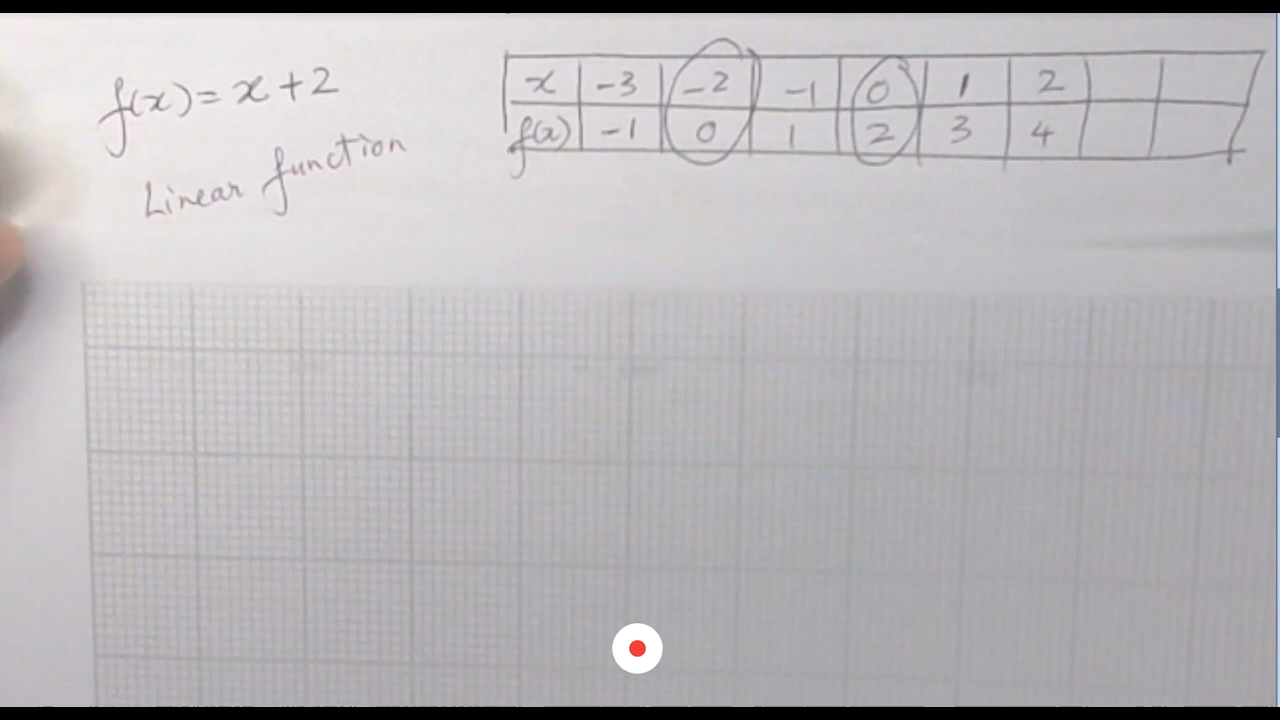 f(x) = x + 2
Linear function
x -3 -2 -1 0 1 2
f(x) -1 0 1 2 3 4